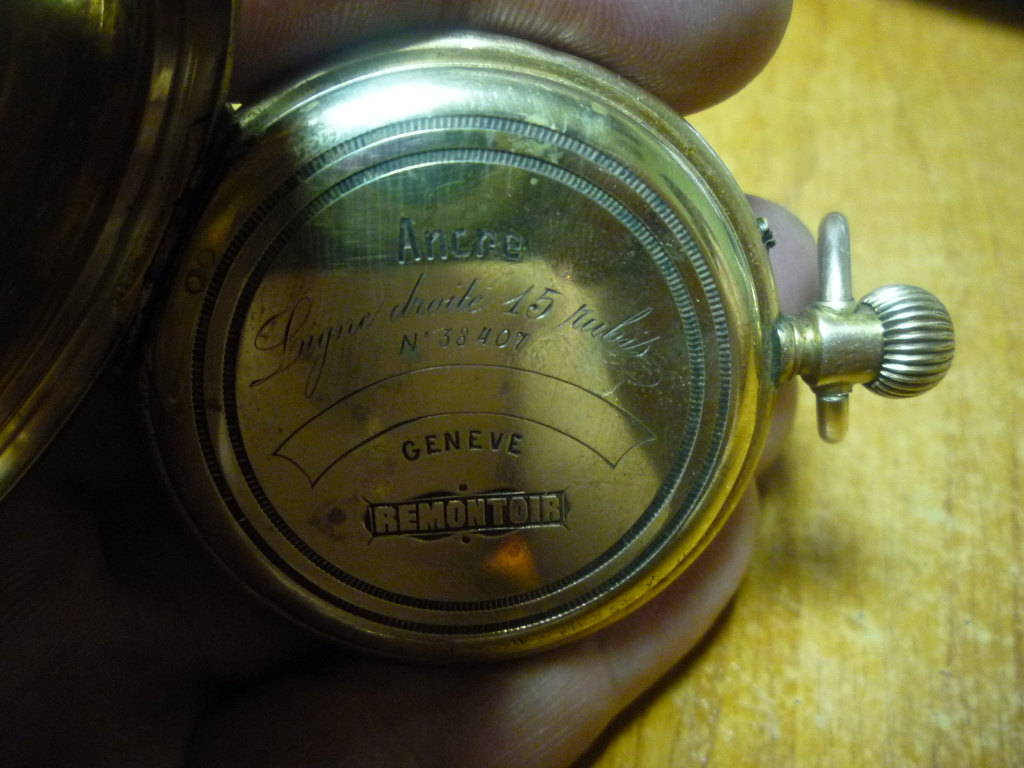 Ancre
Ligne droite 15 rubis
N° 38407
GENEVE
REMONTOIR